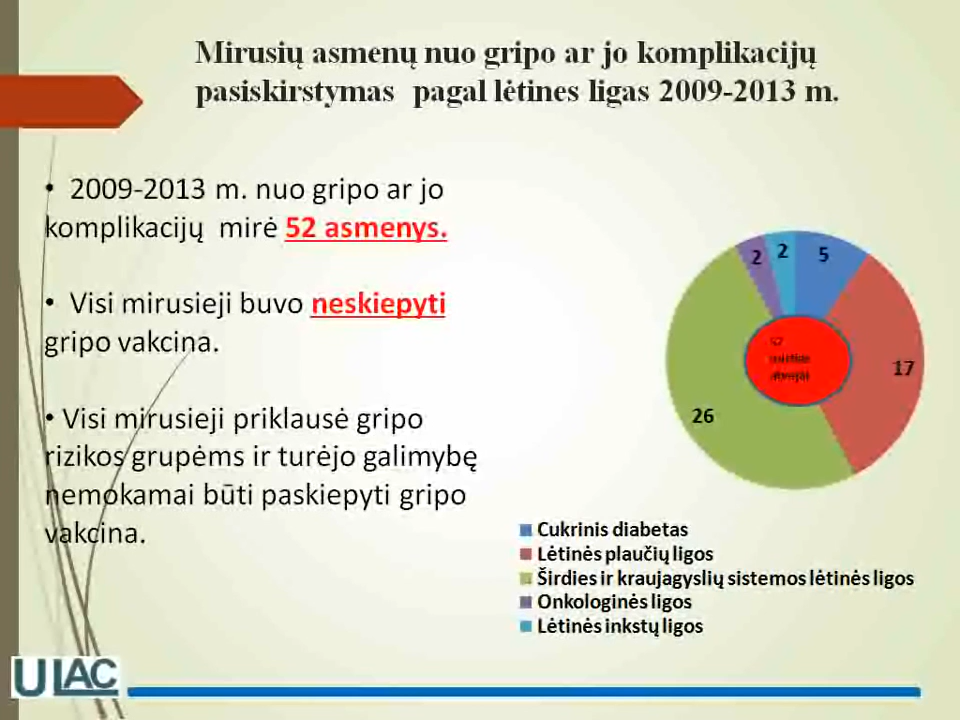 Mirusių asmenų nuo gripo ar jo komplikacijų
pasiskirstymas pagal lėtines ligas 2009-2013 m.
• 2009-2013 m. nuo gripo ar jo
komplikacijų mirė 52 asmenys.
• Visi mirusieji buvo neskiepyti
gripo vakcina.
• Visi mirusieji priklausė gripo
rizikos grupėms ir turėjo galimybę
nemokamai būti paskiepyti gripo
vakcina.
2
2
5
17
26
52
Cukrinis diabetas
Lėtinės plaučių ligos
Širdies ir kraujagyslių sistemos lėtinės ligos
Onkologinės ligos
Lėtinės inkstų ligos
ULAC